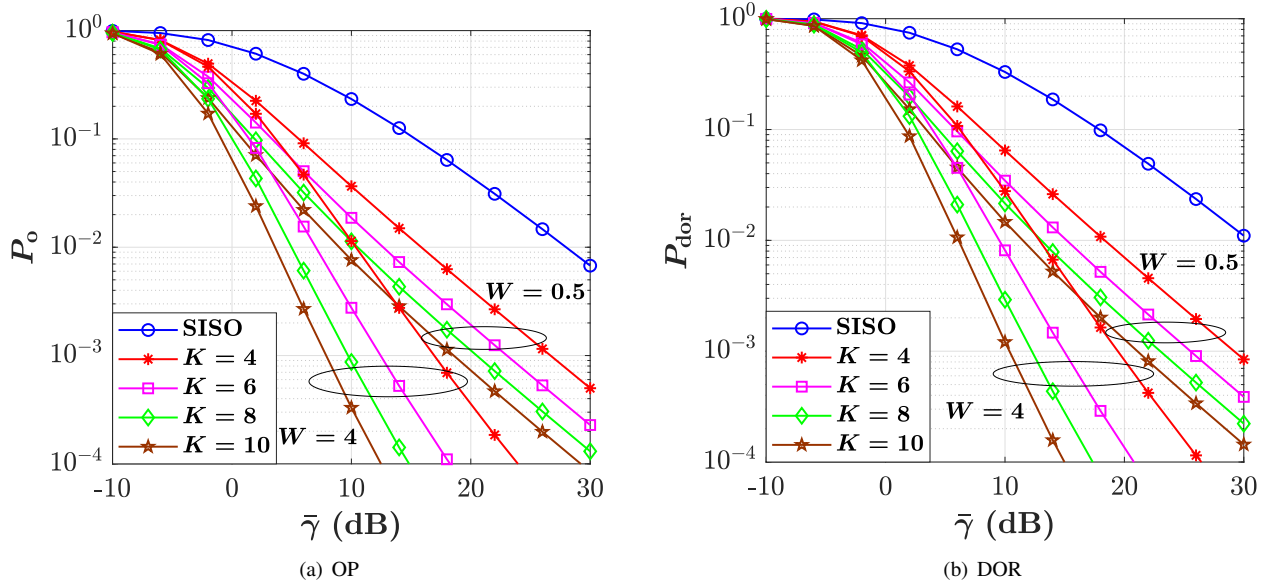 10^0
10^-1
10^-2
10^-3
10^-4
P_o
W = 0.5
W = 4
SISO
K = 4
K = 6
K = 8
K = 10
-10 0 10 20 30
γ̄ (dB)
(a) OP
10^0
10^-1
10^-2
10^-3
10^-4
P_dor
W = 0.5
W = 4
SISO
K = 4
K = 6
K = 8
K = 10
-10 0 10 20 30
γ̄ (dB)
(b) DOR